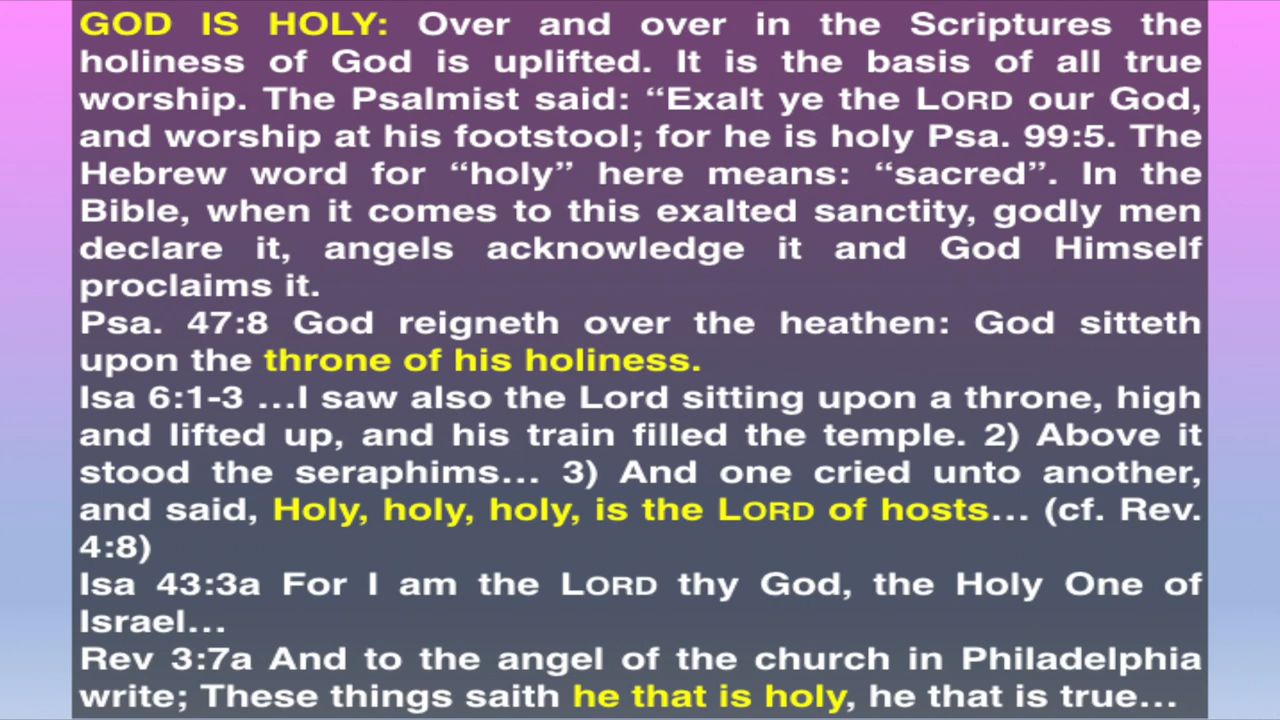 GOD IS HOLY: Over and over in the Scriptures the
holiness of God is uplifted. It is the basis of all true
worship. The Psalmist said: “Exalt ye the LORD our God,
and worship at his footstool; for he is holy Psa. 99:5. The
Hebrew word for “holy” here means: “sacred”. In the
Bible, when it comes to this exalted sanctity, godly men
declare it, angels acknowledge it and God Himself
proclaims it.
Psa. 47:8 God reigneth over the heathen: God sitteth
upon the throne of his holiness.
Isa 6:1-3 …I saw also the Lord sitting upon a throne, high
and lifted up, and his train filled the temple. 2) Above it
stood the seraphims… 3) And one cried unto another,
and said, Holy, holy, holy, is the LORD of hosts… (cf. Rev.
4:8)
Isa 43:3a For I am the LORD thy God, the Holy One of
Israel…
Rev 3:7a And to the angel of the church in Philadelphia
write; These things saith he that is holy, he that is true…